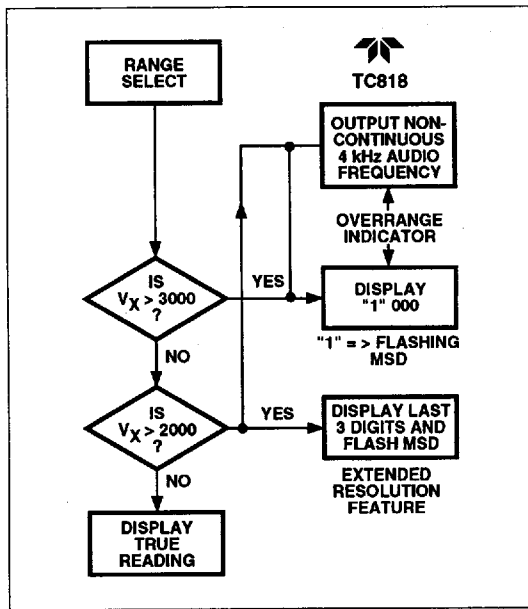 RANGE
SELECT
TC818
OUTPUT NON-
CONTINUOUS
4 kHz AUDIO
FREQUENCY
OVERRANGE
INDICATOR
IS
VX > 3000
?
YES
DISPLAY
"1" 000
"1" = > FLASHING
MSD
NO
IS
VX > 2000
?
YES
DISPLAY LAST
3 DIGITS AND
FLASH MSD
EXTENDED
RESOLUTION
FEATURE
NO
DISPLAY
TRUE
READING